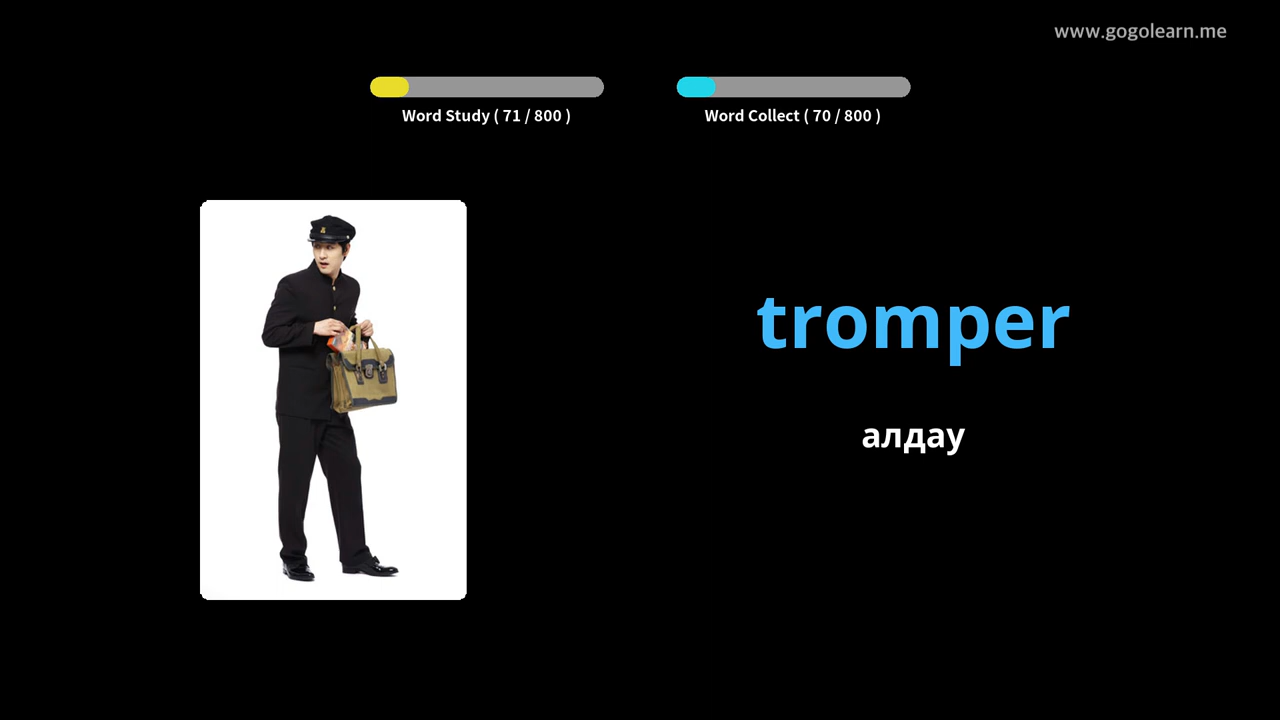 www.gogolearn.me
Word Study ( 71 / 800 )
Word Collect ( 70 / 800 )
tromper
алдау